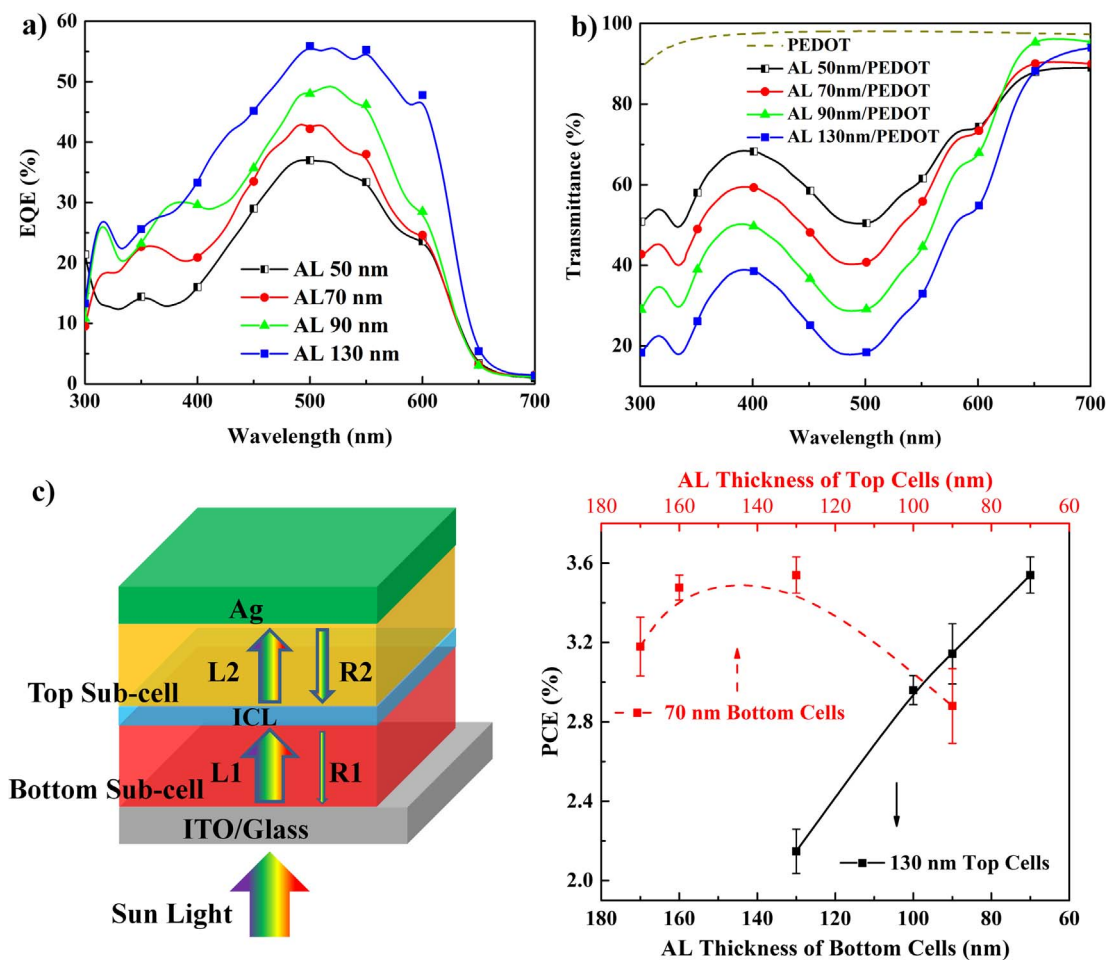 a)
EQE (%)
60
50
40
30
20
10
0
AL 50 nm
AL70 nm
AL 90 nm
AL 130 nm
300 400 500 600 700
Wavelength (nm)
b)
Transmittance (%)
100
80
60
40
20
PEDOT
AL 50nm/PEDOT
AL 70nm/PEDOT
AL 90nm/PEDOT
AL 130nm/PEDOT
300 400 500 600 700
Wavelength (nm)
c)
Ag
L2 R2
Top Sub-cell
ICL
L1 R1
Bottom Sub-cell
ITO/Glass
Sun Light
AL Thickness of Top Cells (nm)
180 160 140 120 100 80 60
PCE (%)
3.6
3.2
2.8
2.4
2.0
70 nm Bottom Cells
130 nm Top Cells
180 160 140 120 100 80 60
AL Thickness of Bottom Cells (nm)